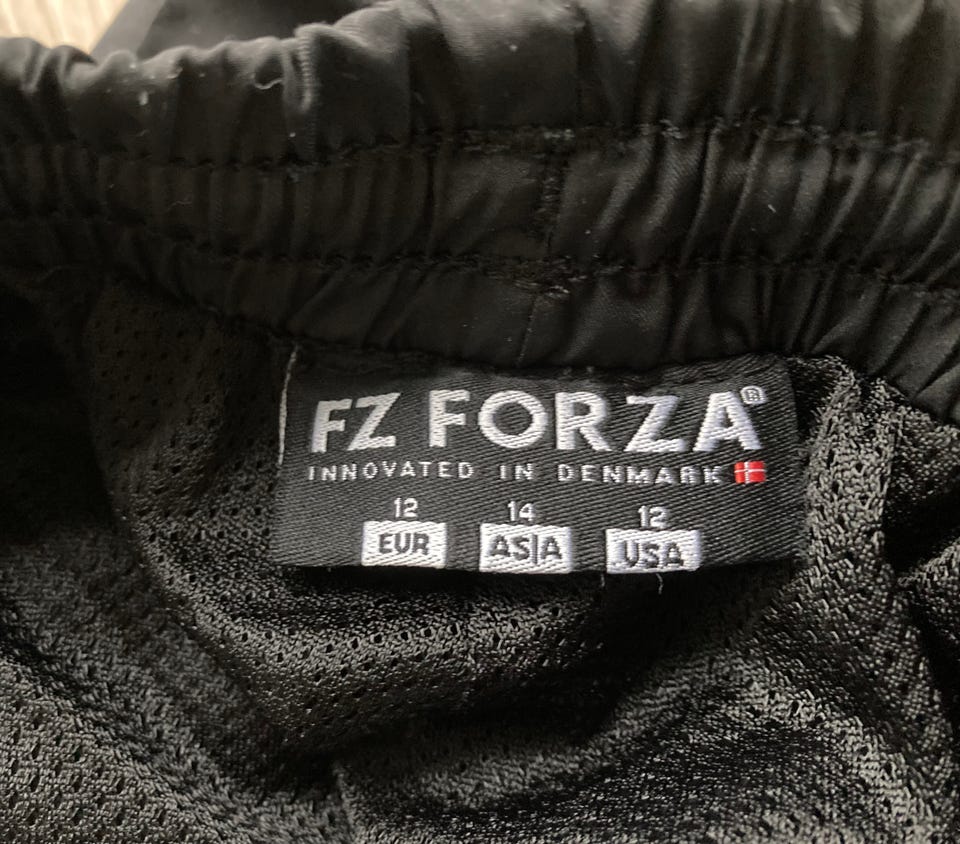 FZ FORZA®
INNOVATED IN DENMARK
12 14 12
EUR ASIA USA